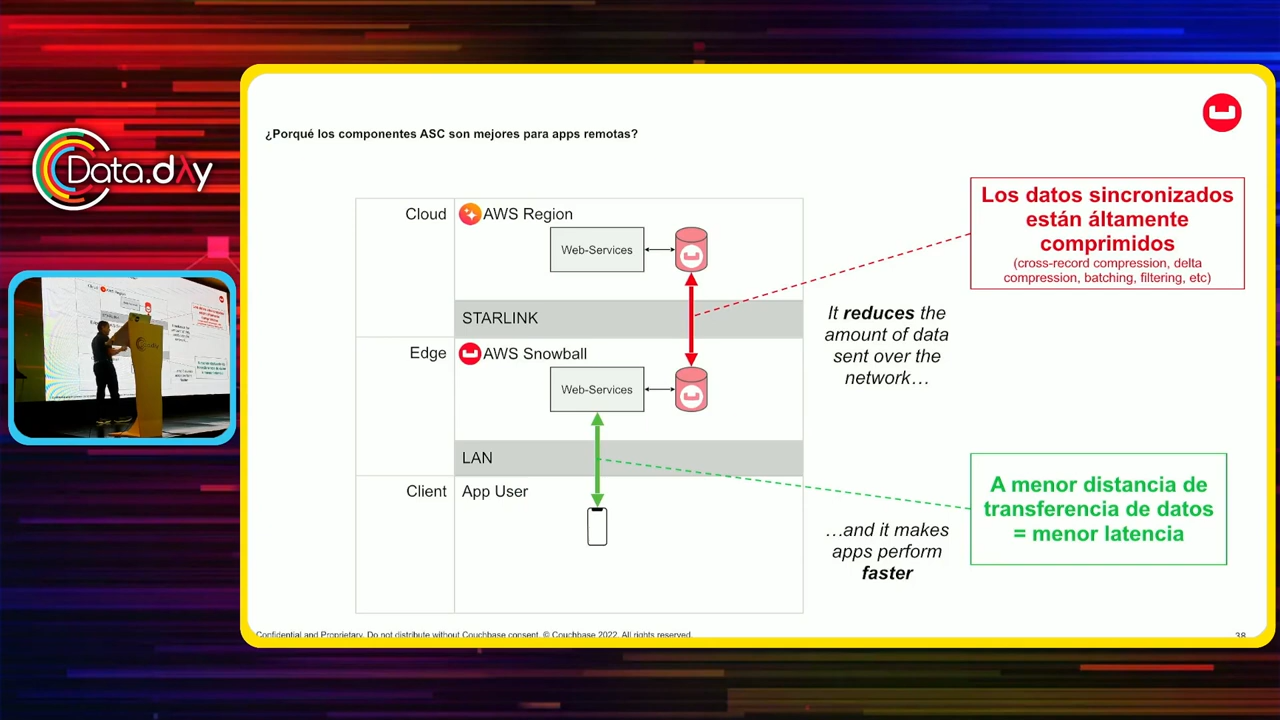 Data.dλy
¿Porqué los componentes ASC son mejores para apps remotas?
Cloud
AWS Region
Web-Services
STARLINK
Edge
AWS Snowball
Web-Services
LAN
Client
App User
Los datos sincronizados
están áltamente
comprimidos
(cross-record compression, delta
compression, batching, filtering, etc)
It reduces the
amount of data
sent over the
network…
A menor distancia de
transferencia de datos
= menor latencia
…and it makes
apps perform
faster
Confidential and Proprietary. Do not distribute without Couchbase consent. © Couchbase 2022. All rights reserved.
38